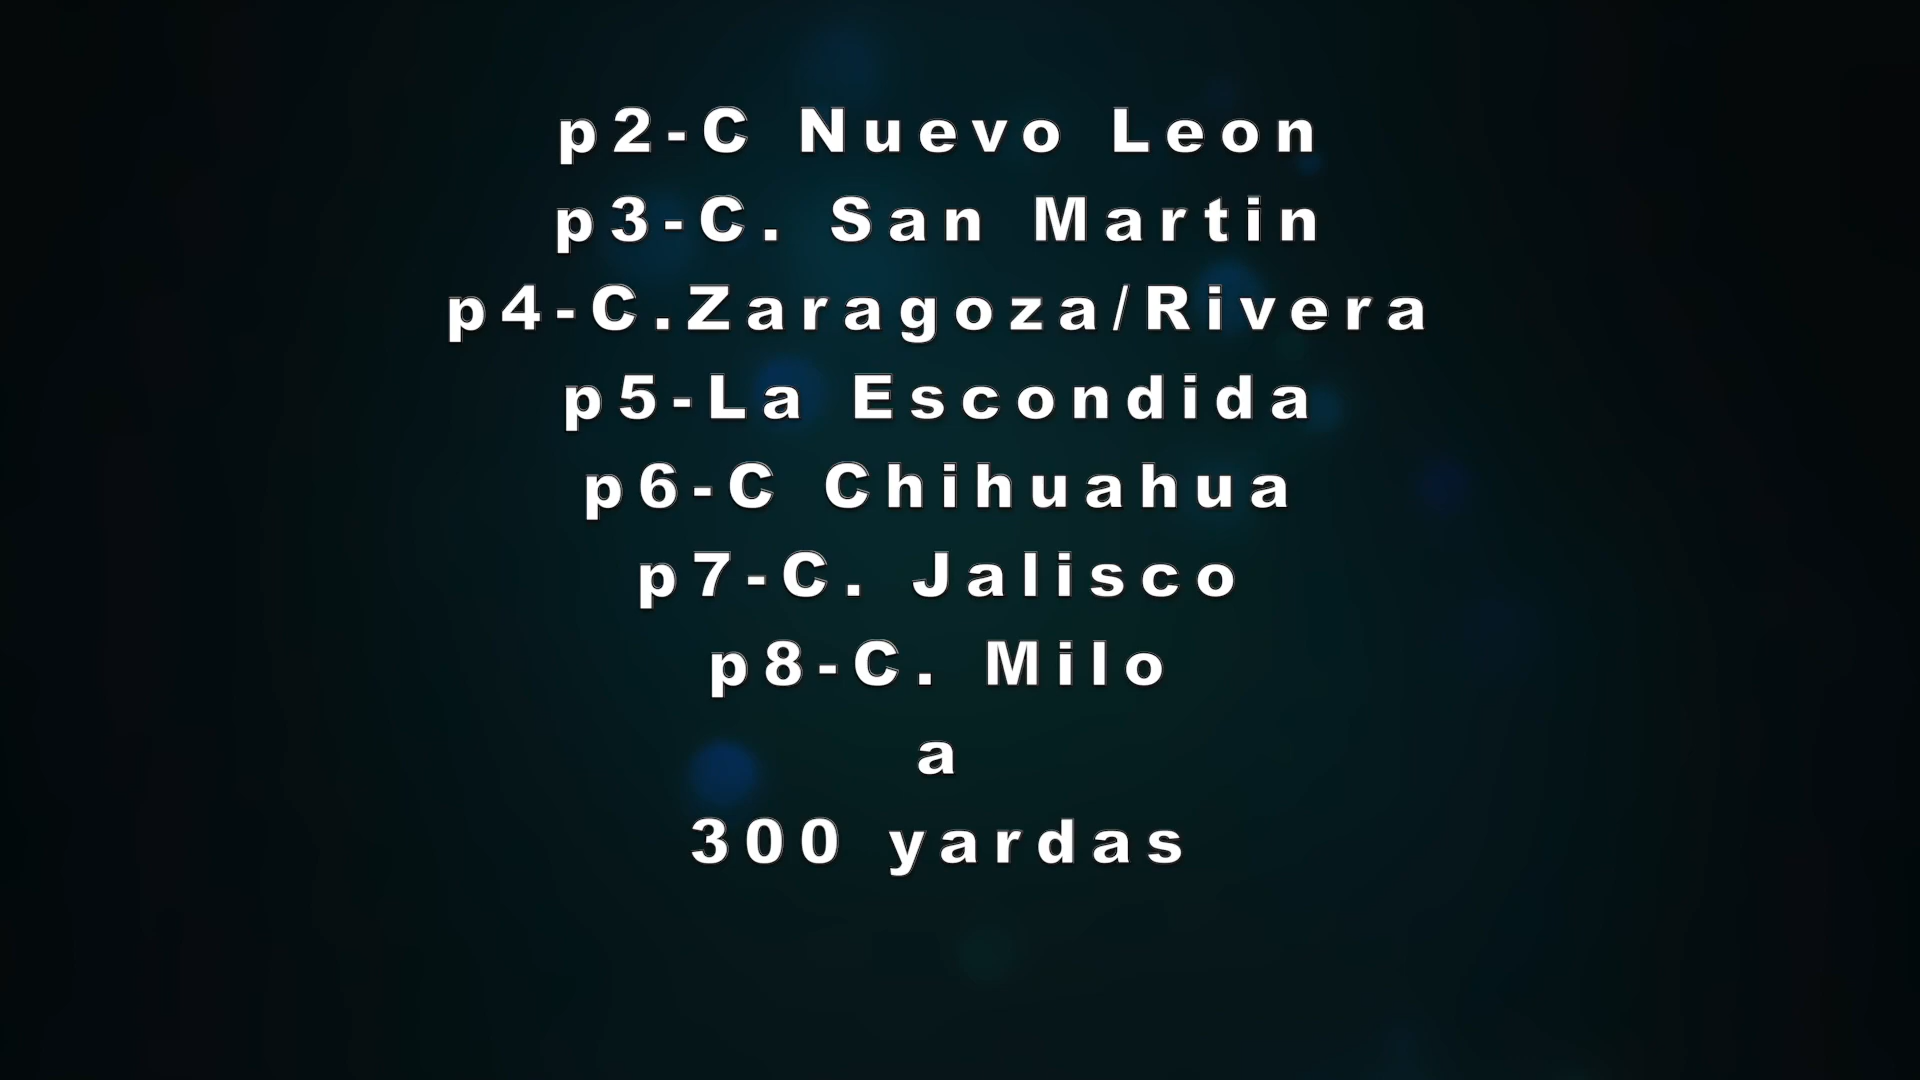 p2-C Nuevo Leon
p3-C. San Martin
p4-C.Zaragoza/Rivera
p5-La Escondida
p6-C Chihuahua
p7-C. Jalisco
p8-C. Milo
a
300 yardas